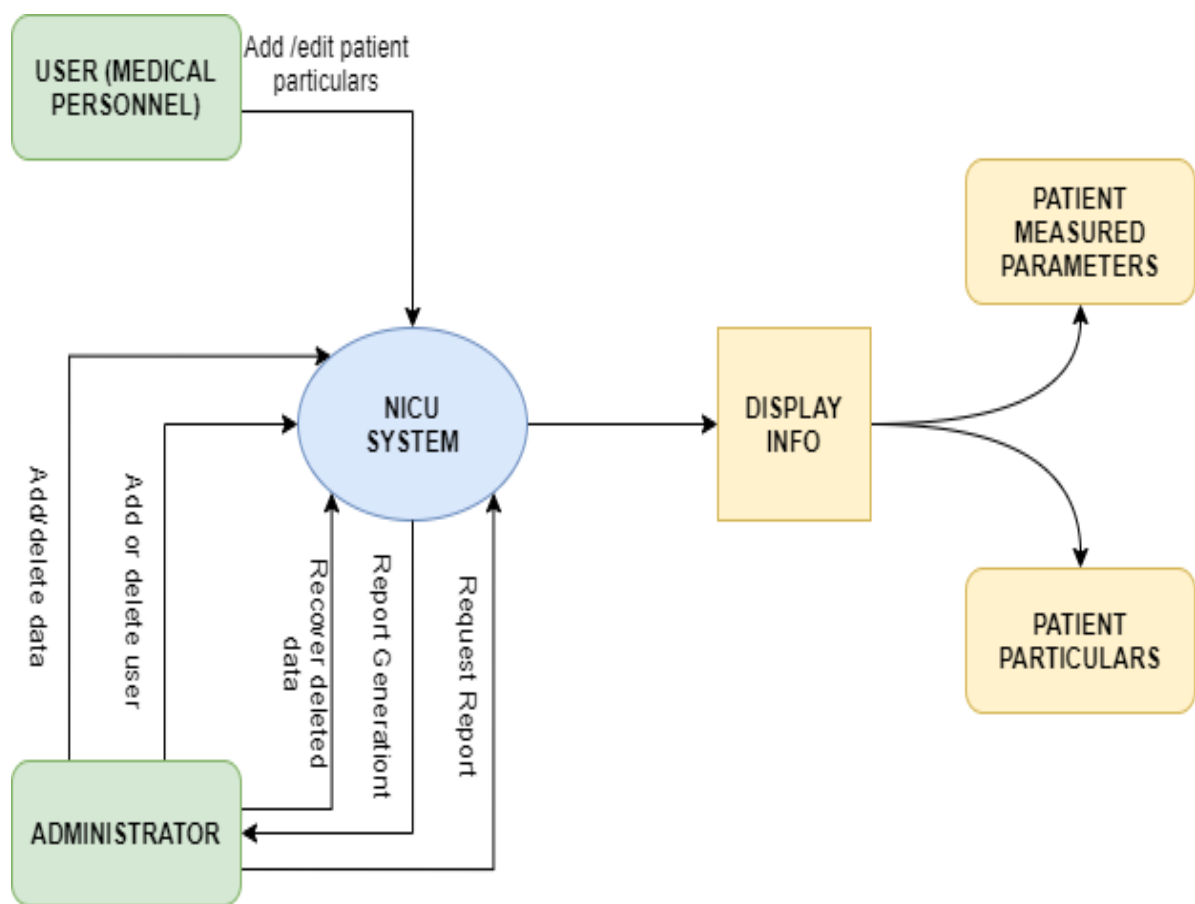 USER (MEDICAL
PERSONNEL)
Add /edit patient
particulars
PATIENT
MEASURED
PARAMETERS
NICU
SYSTEM
DISPLAY
INFO
Add/delete data
Add or delete user
Recover deleted
data
Report Generationt
Request Report
PATIENT
PARTICULARS
ADMINISTRATOR